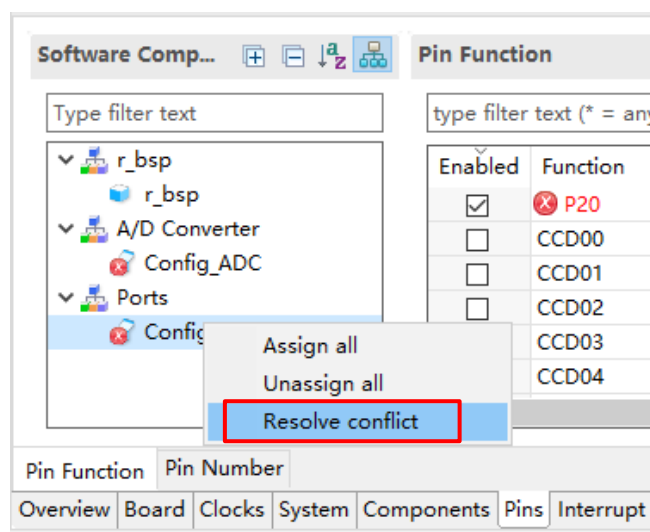 Software Comp...
Pin Function
Type filter text
type filter text (* = any
r_bsp
r_bsp
A/D Converter
Config_ADC
Ports
Config
Enabled Function
P20
CCD00
CCD01
CCD02
CCD03
CCD04
Assign all
Unassign all
Resolve conflict
Pin Function Pin Number
Overview Board Clocks System Components Pins Interrupt